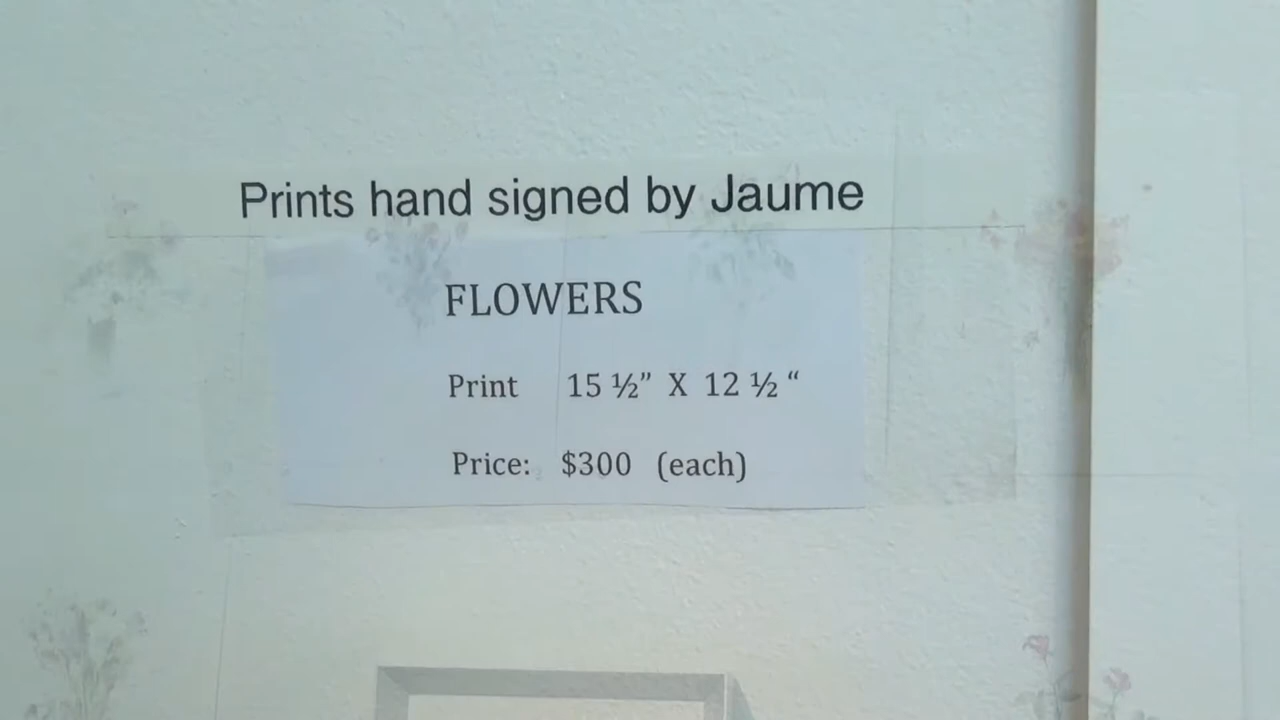 Prints hand signed by Jaume
FLOWERS
Print 15 ½” X 12 ½ “
Price: $300 (each)